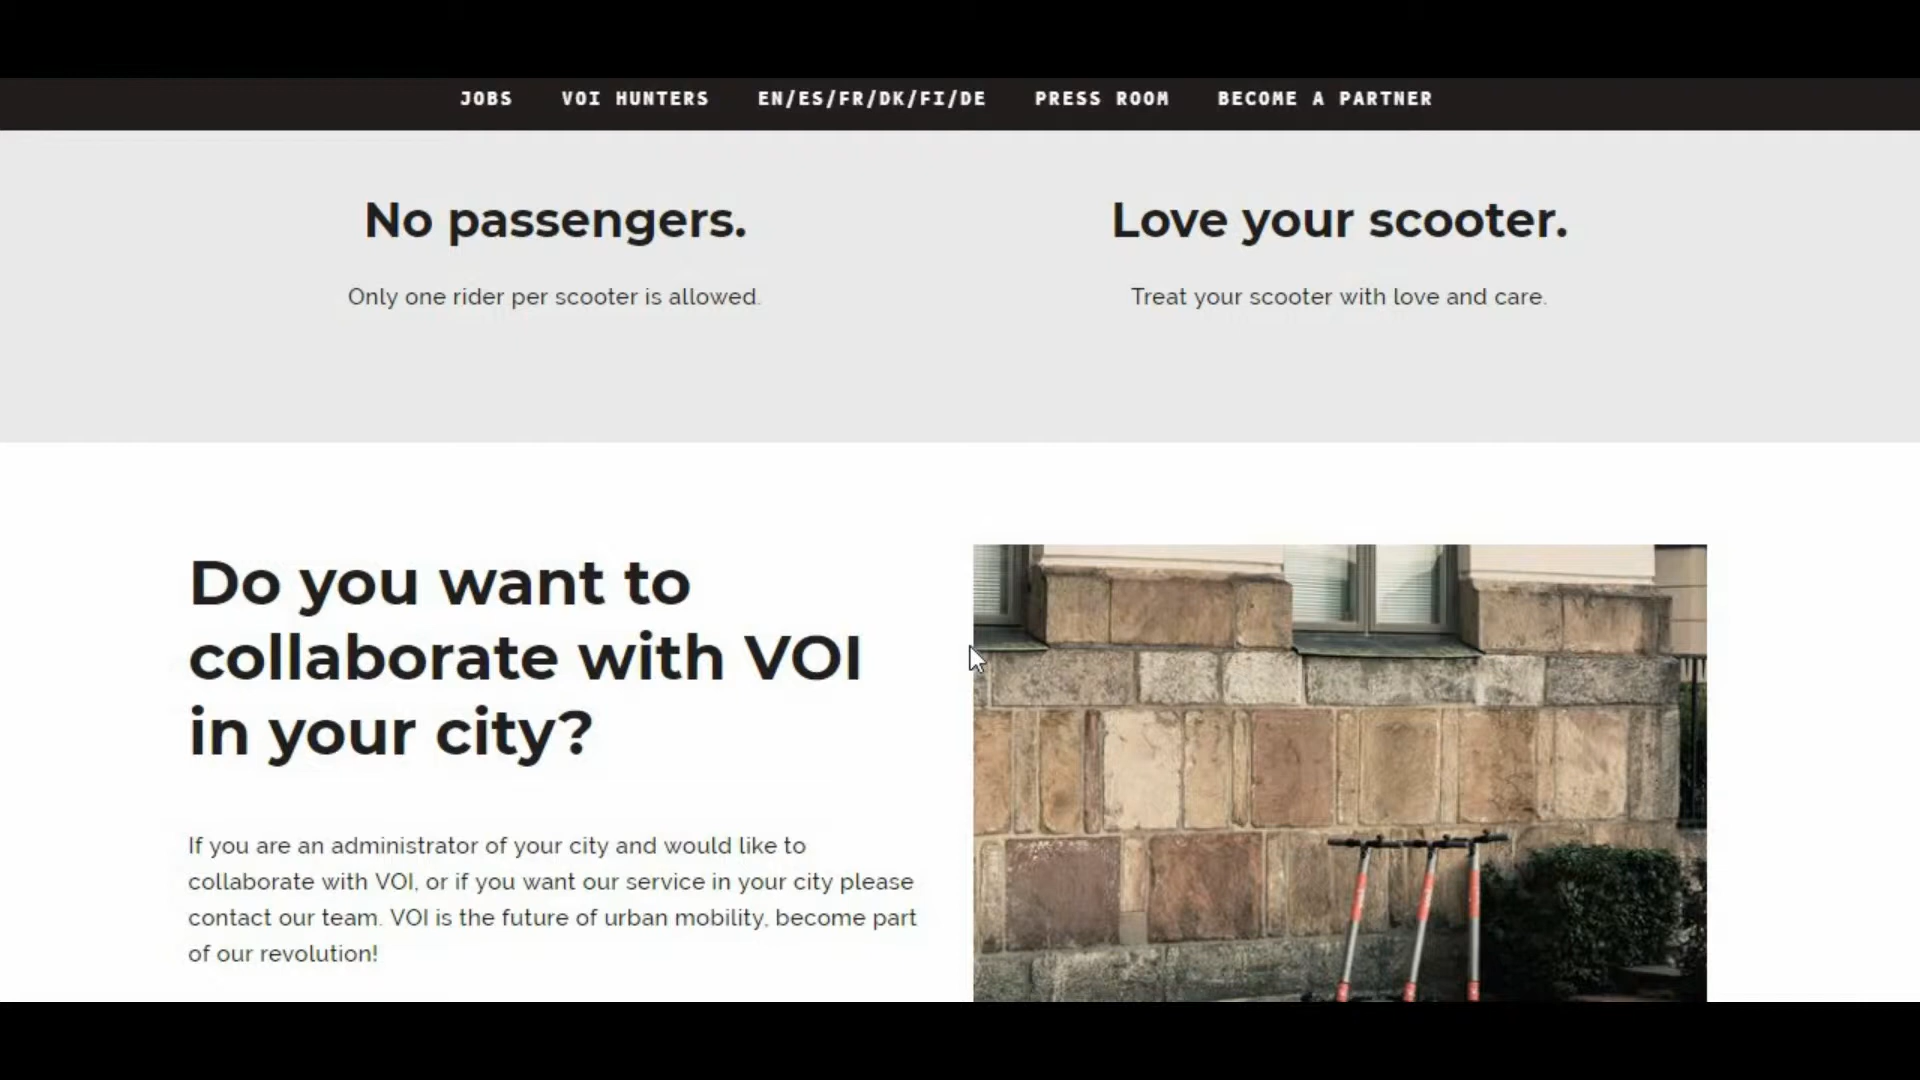 JOBS VOI HUNTERS EN/ES/FR/DK/FI/DE PRESS ROOM BECOME A PARTNER
No passengers.
Only one rider per scooter is allowed.
Love your scooter.
Treat your scooter with love and care.
Do you want to
collaborate with VOI
in your city?
If you are an administrator of your city and would like to
collaborate with VOI, or if you want our service in your city please
contact our team. VOI is the future of urban mobility, become part
of our revolution!